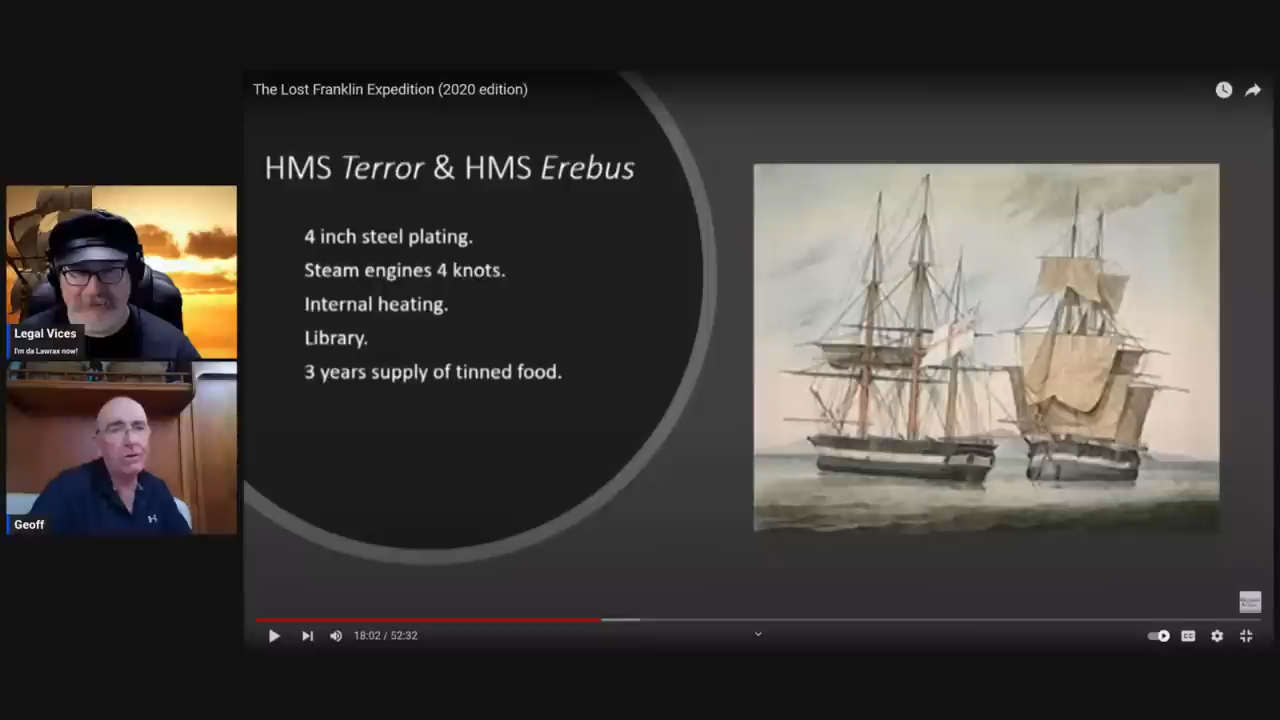 The Lost Franklin Expedition (2020 edition)
HMS Terror & HMS Erebus
4 inch steel plating.
Steam engines 4 knots.
Internal heating.
Library.
3 years supply of tinned food.
Legal Vices
I'm da Lawrax now!
Geoff
18:02 / 52:32
CC